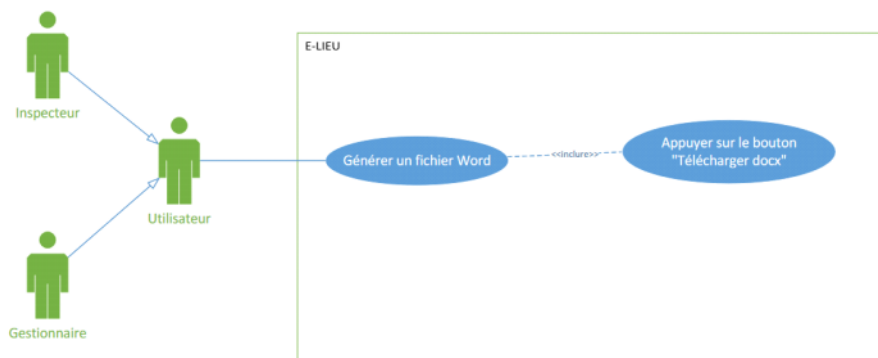 E-LIEU
Inspecteur
Générer un fichier Word
<<inclure>>
Appuyer sur le bouton
"Télécharger docx"
Utilisateur
Gestionnaire